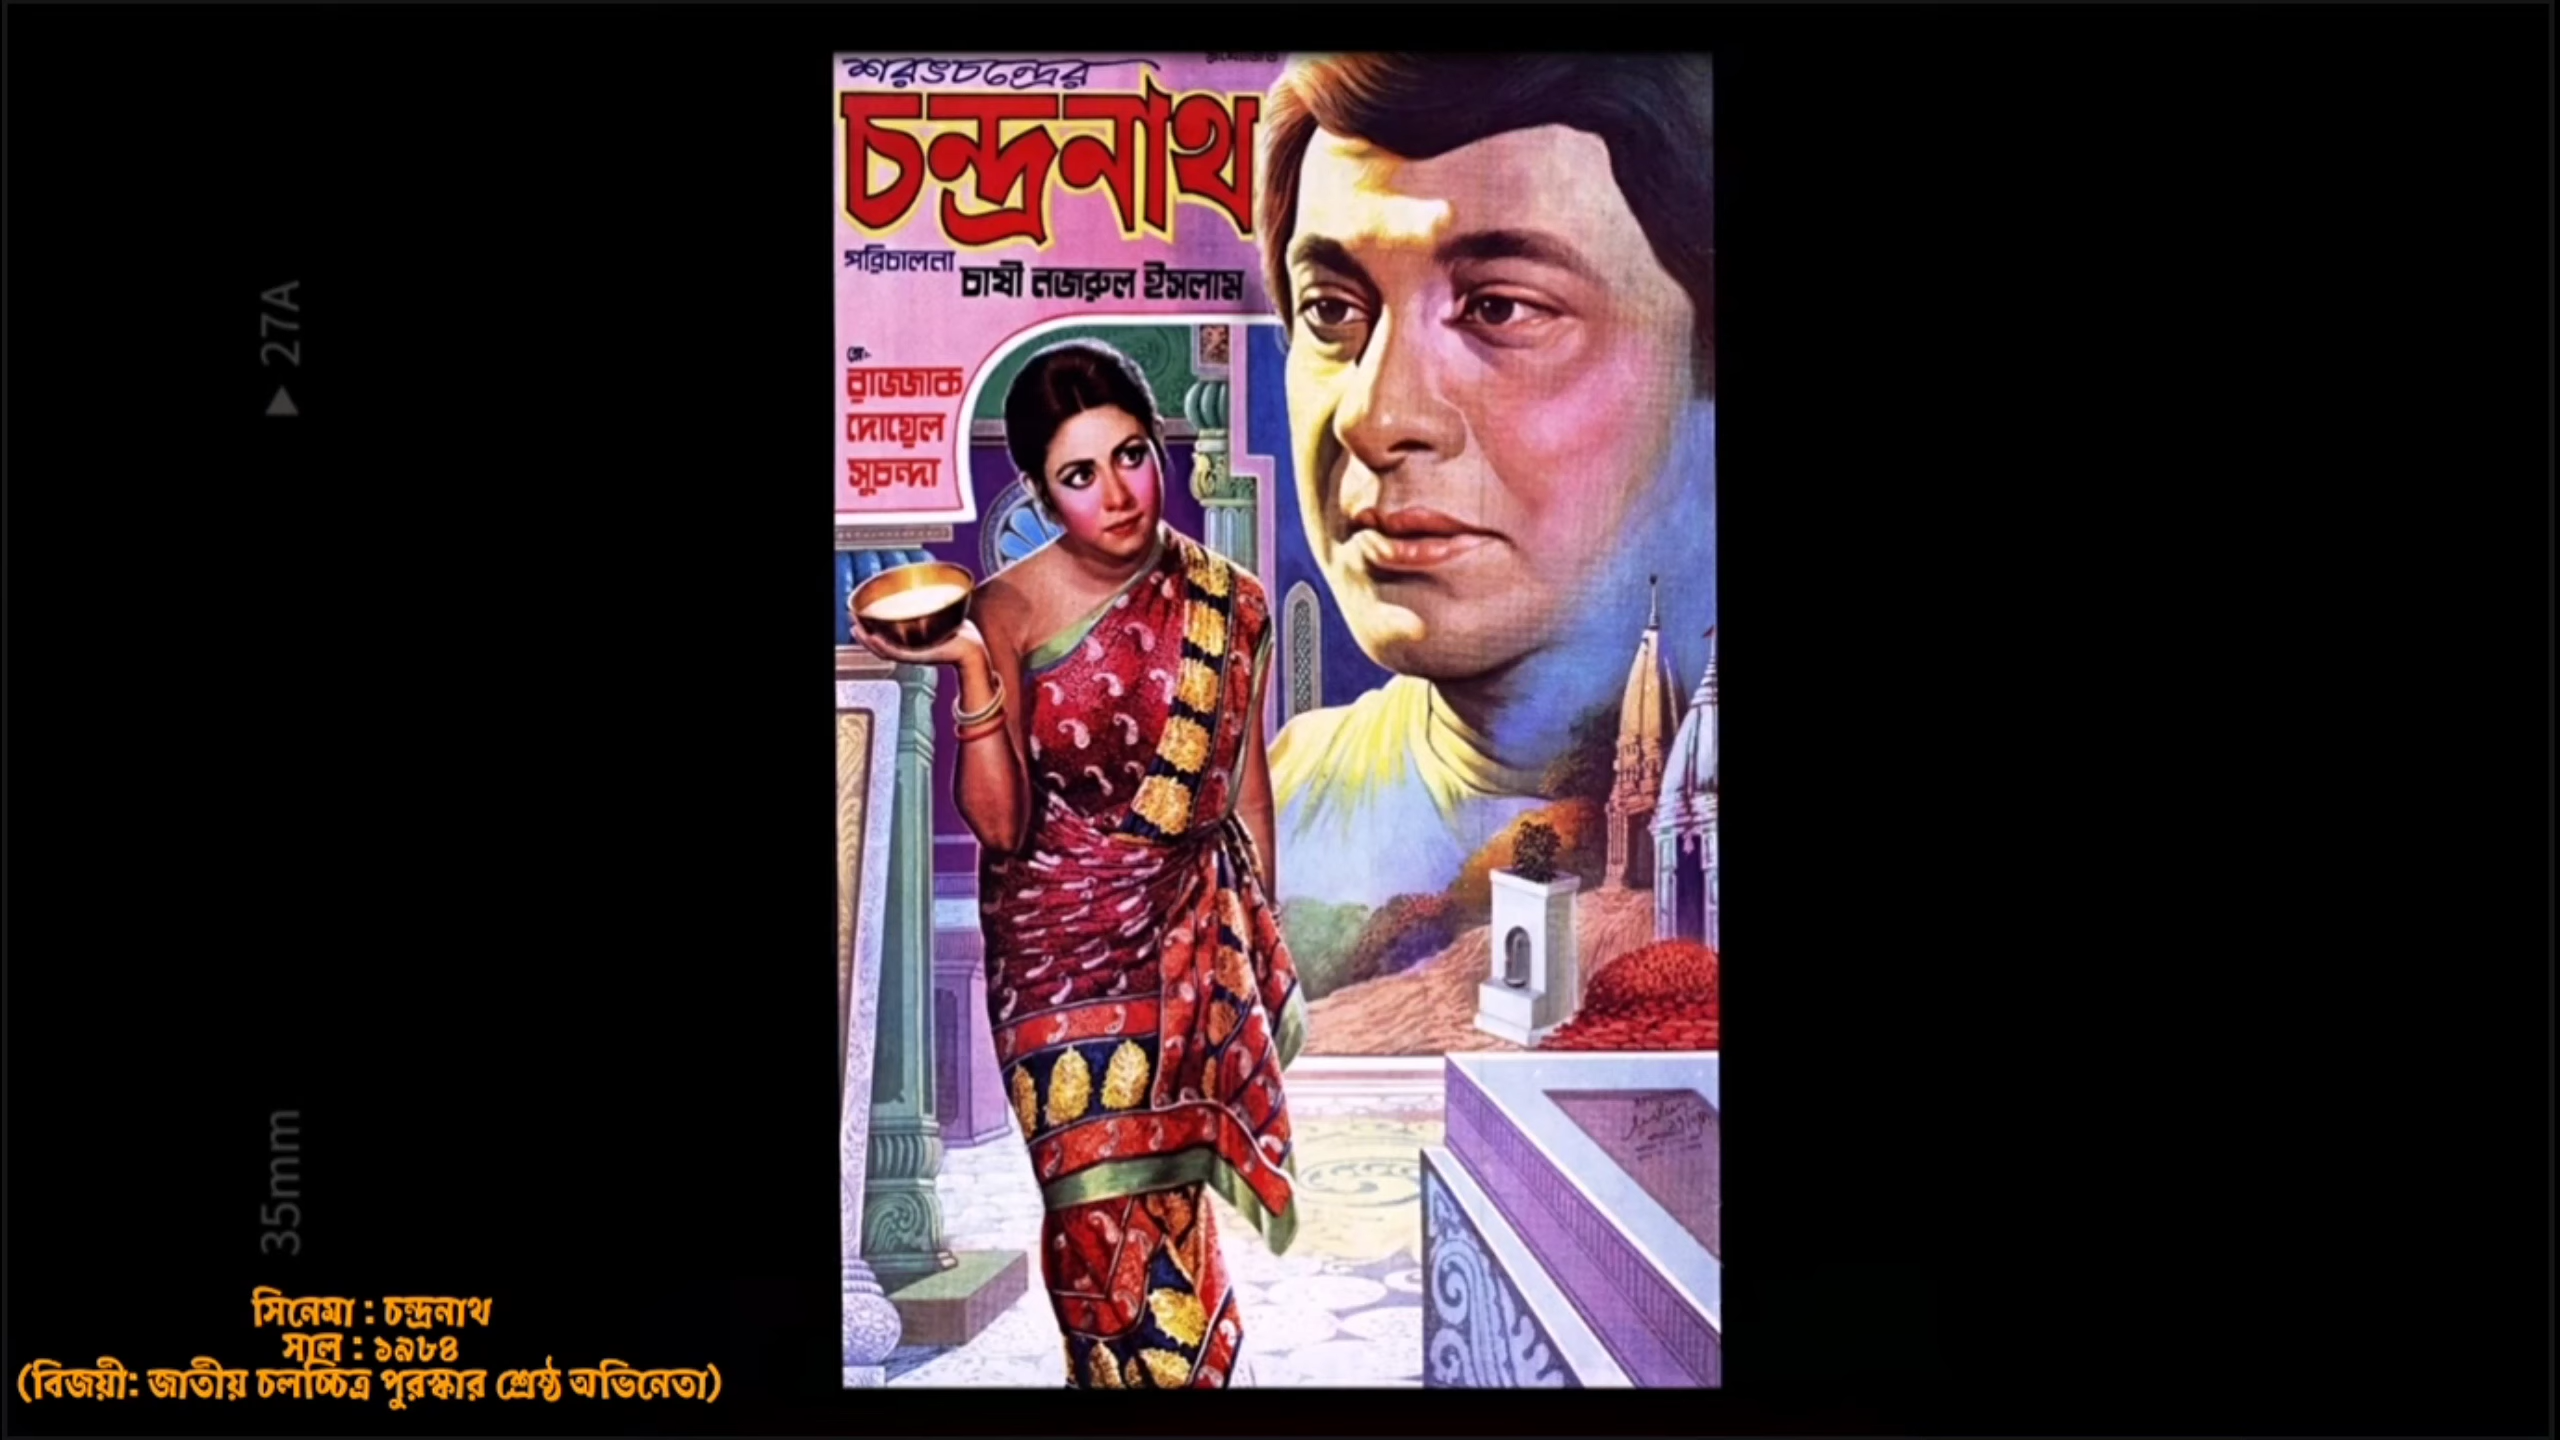 শরৎচন্দ্রের
চন্দ্রনাথ
পরিচালনা
চাষী নজরুল ইসলাম
শ্রে:-
রাজ্জাক
দোয়েল
সুচন্দা
27A
35mm
সিনেমা : চন্দ্রনাথ
সাল : ১৯৮৪
(বিজয়ী: জাতীয় চলচ্চিত্র পুরস্কার শ্রেষ্ঠ অভিনেতা)